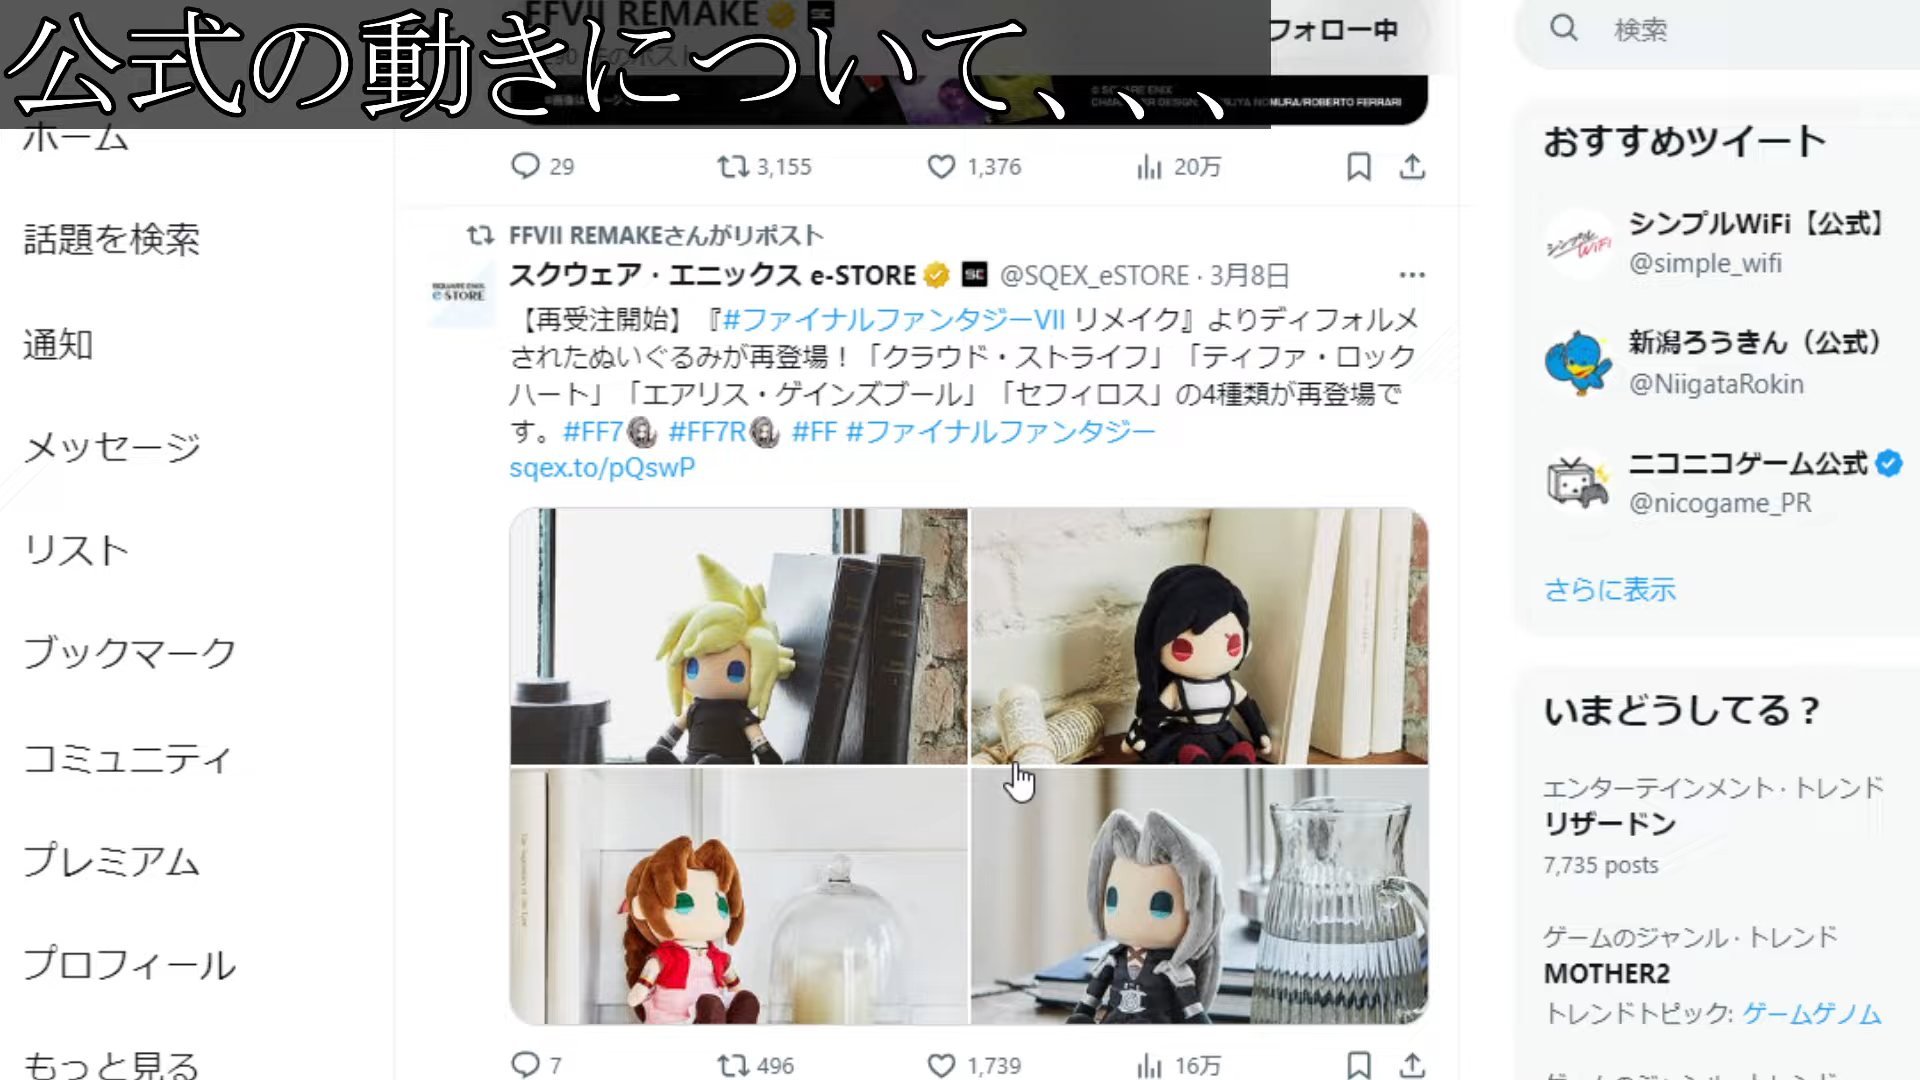 公式の動きについて、、、
FFVII REMAKE
フォロー中
検索
ホーム
話題を検索
通知
メッセージ
リスト
ブックマーク
コミュニティ
プレミアム
プロフィール
もっと見る
© SQUARE ENIX
29 3,155 1,376 20万
FFVII REMAKEさんがリポスト
スクウェア・エニックス e-STORE @SQEX_eSTORE · 3月8日
【再受注開始】『#ファイナルファンタジーVII リメイク』よりディフォルメ
されたぬいぐるみが再登場！「クラウド・ストライフ」「ティファ・ロック
ハート」「エアリス・ゲインズブール」「セフィロス」の4種類が再登場で
す。#FF7 #FF7R #FF #ファイナルファンタジー
sqex.to/pQswP
SQUARE ENIX
e-STORE
7 496 1,739 16万
おすすめツイート
シンプルWiFi【公式】
@simple_wifi
新潟ろうきん（公式）
@NiigataRokin
ニコニコゲーム公式
@nicogame_PR
さらに表示
いまどうしてる？
エンターテインメント · トレンド
リザードン
7,735 posts
ゲームのジャンル · トレンド
MOTHER2
トレンドトピック: ゲームゲノム